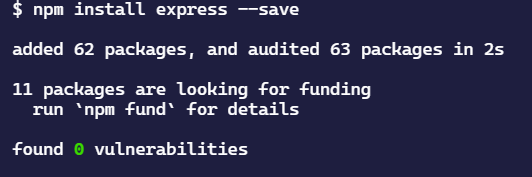 $ npm install express --save
added 62 packages, and audited 63 packages in 2s
11 packages are looking for funding
run `npm fund` for details
found 0 vulnerabilities